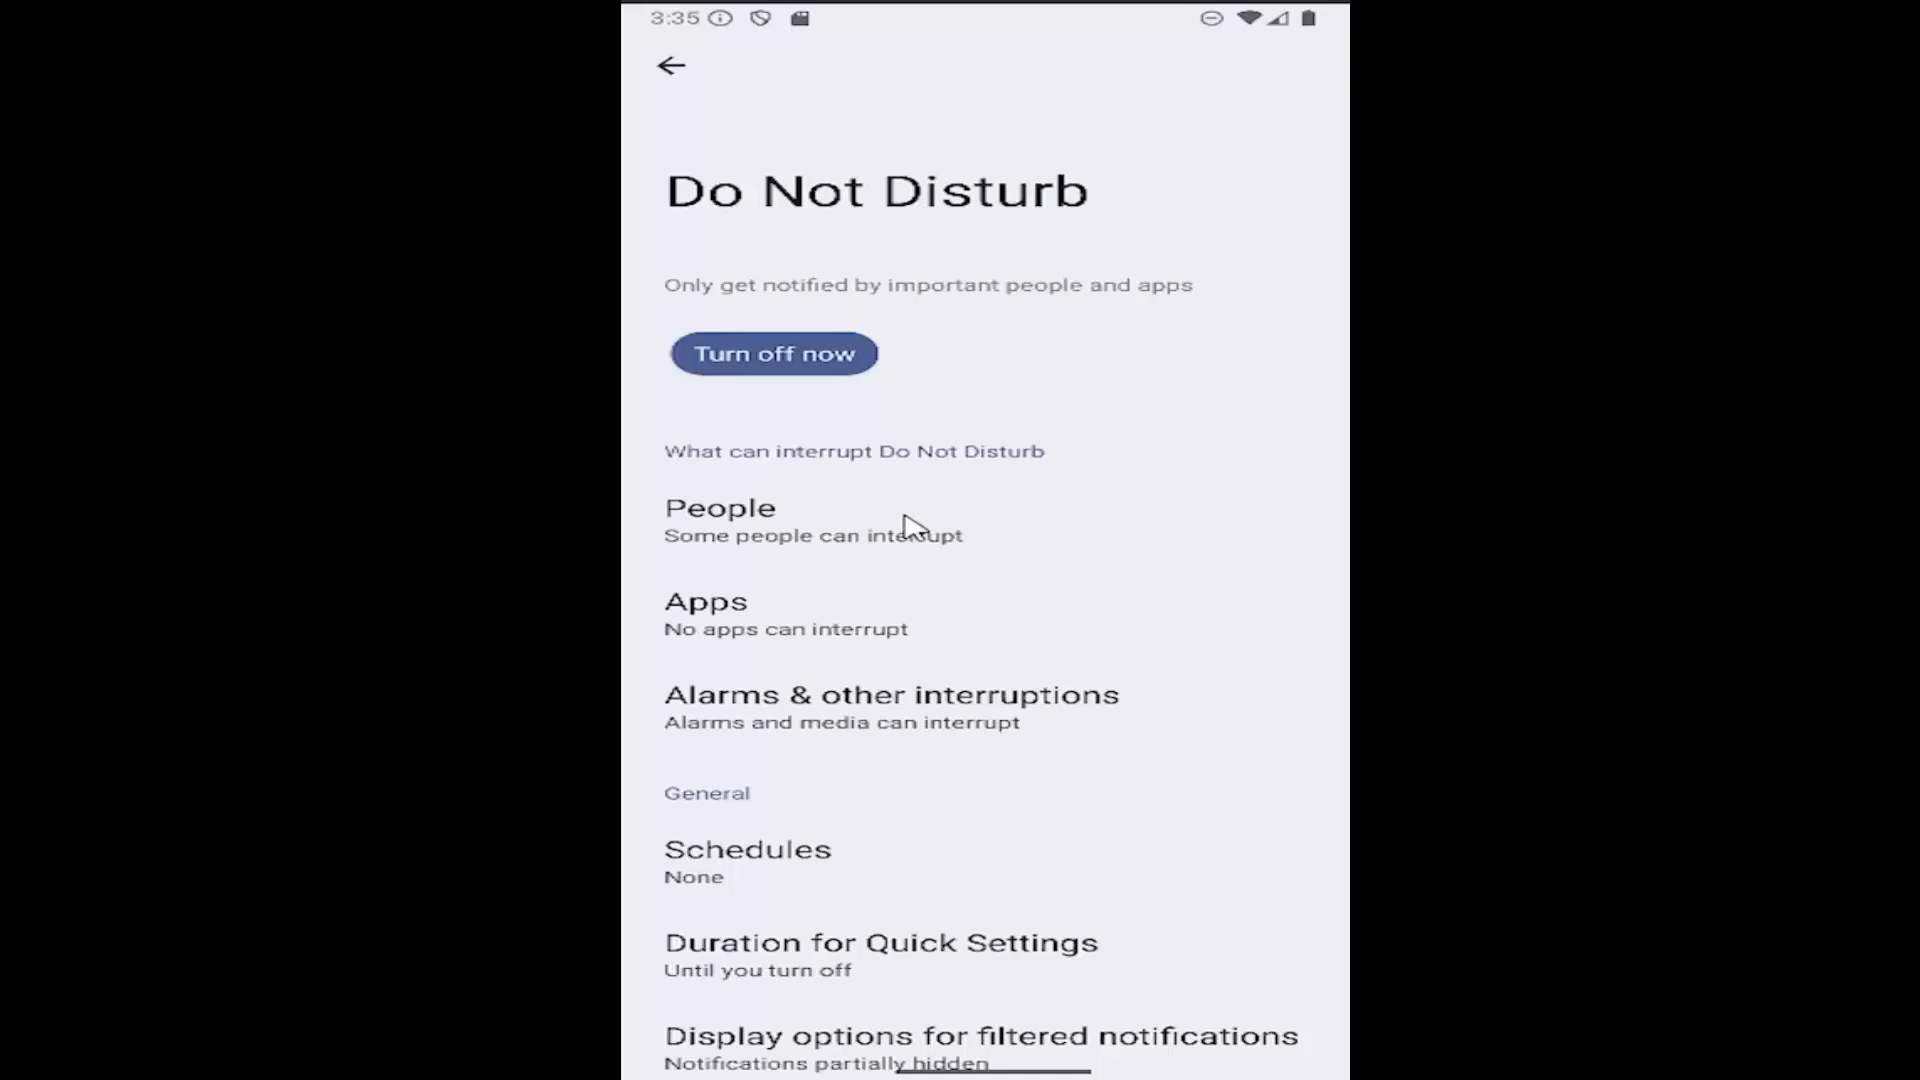 3:35
Do Not Disturb
Only get notified by important people and apps
Turn off now
What can interrupt Do Not Disturb
People
Some people can interrupt
Apps
No apps can interrupt
Alarms & other interruptions
Alarms and media can interrupt
General
Schedules
None
Duration for Quick Settings
Until you turn off
Display options for filtered notifications
Notifications partially hidden